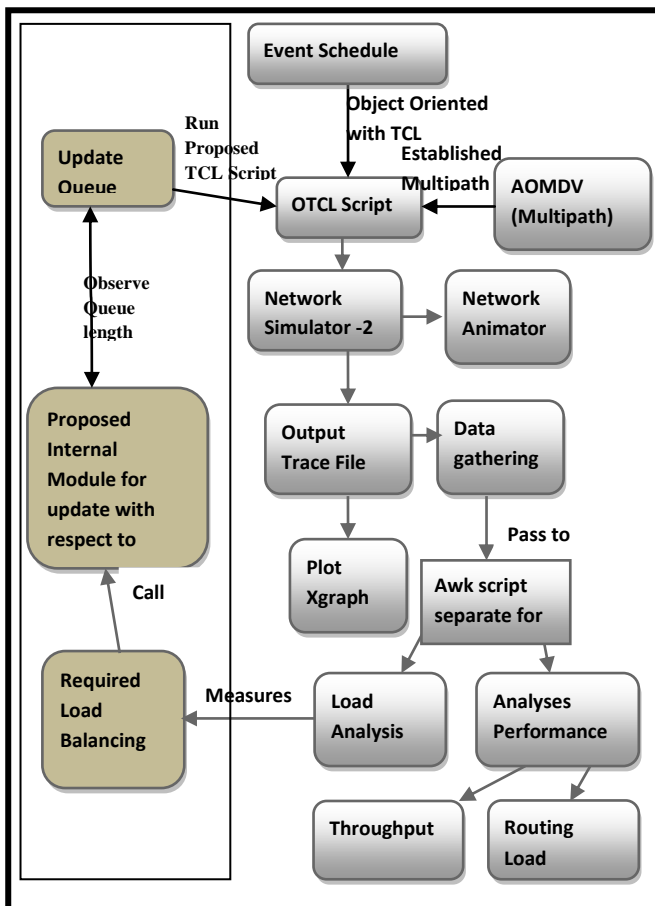 Event Schedule
Object Oriented
with TCL
Run
Proposed
TCL Script
Update
Queue
Established
Multipath
OTCL Script
AOMDV
(Multipath)
Observe
Queue
length
Network
Simulator -2
Network
Animator
Proposed
Internal
Module for
update with
respect to
Output
Trace File
Data
gathering
Pass to
Plot
Xgraph
Awk script
separate for
Call
Required
Load
Balancing
Measures
Load
Analysis
Analyses
Performance
Throughput
Routing
Load